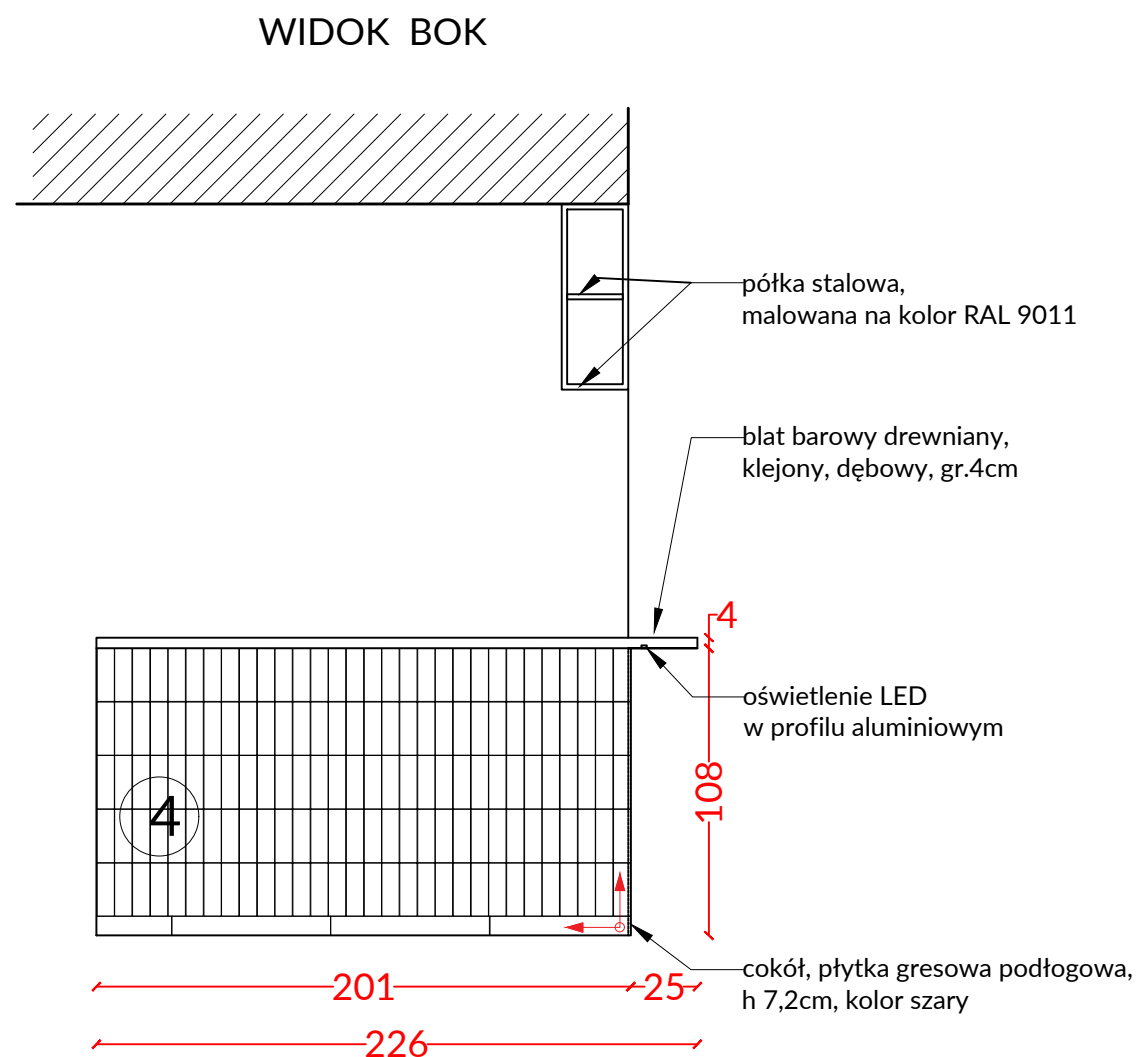 WIDOK BOK
półka stalowa,
malowana na kolor RAL 9011
blat barowy drewniany,
klejony, dębowy, gr.4cm
4
oświetlenie LED
w profilu aluminiowym
108
4
cokół, płytka gresowa podłogowa,
h 7,2cm, kolor szary
201
25
226